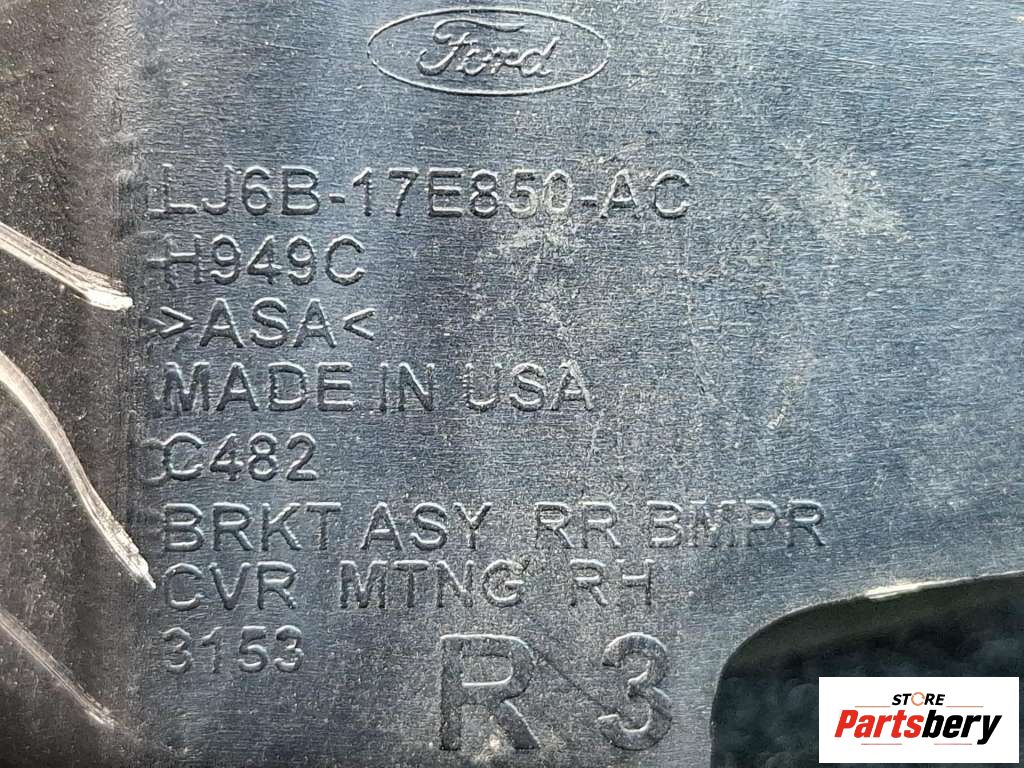 Ford
LJ6B-17E850-AC
H949C
>ASA<
MADE IN USA
C482
BRKT ASY RR BMPR
CVR MTNG RH
3153
R 3
STORE
Partsbery